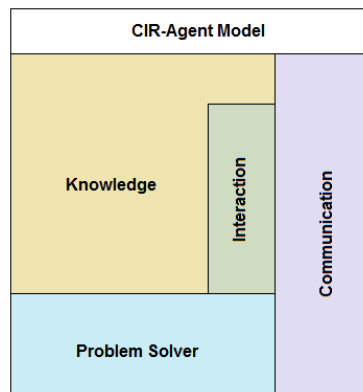 CIR-Agent Model
Knowledge
Interaction
Communication
Problem Solver